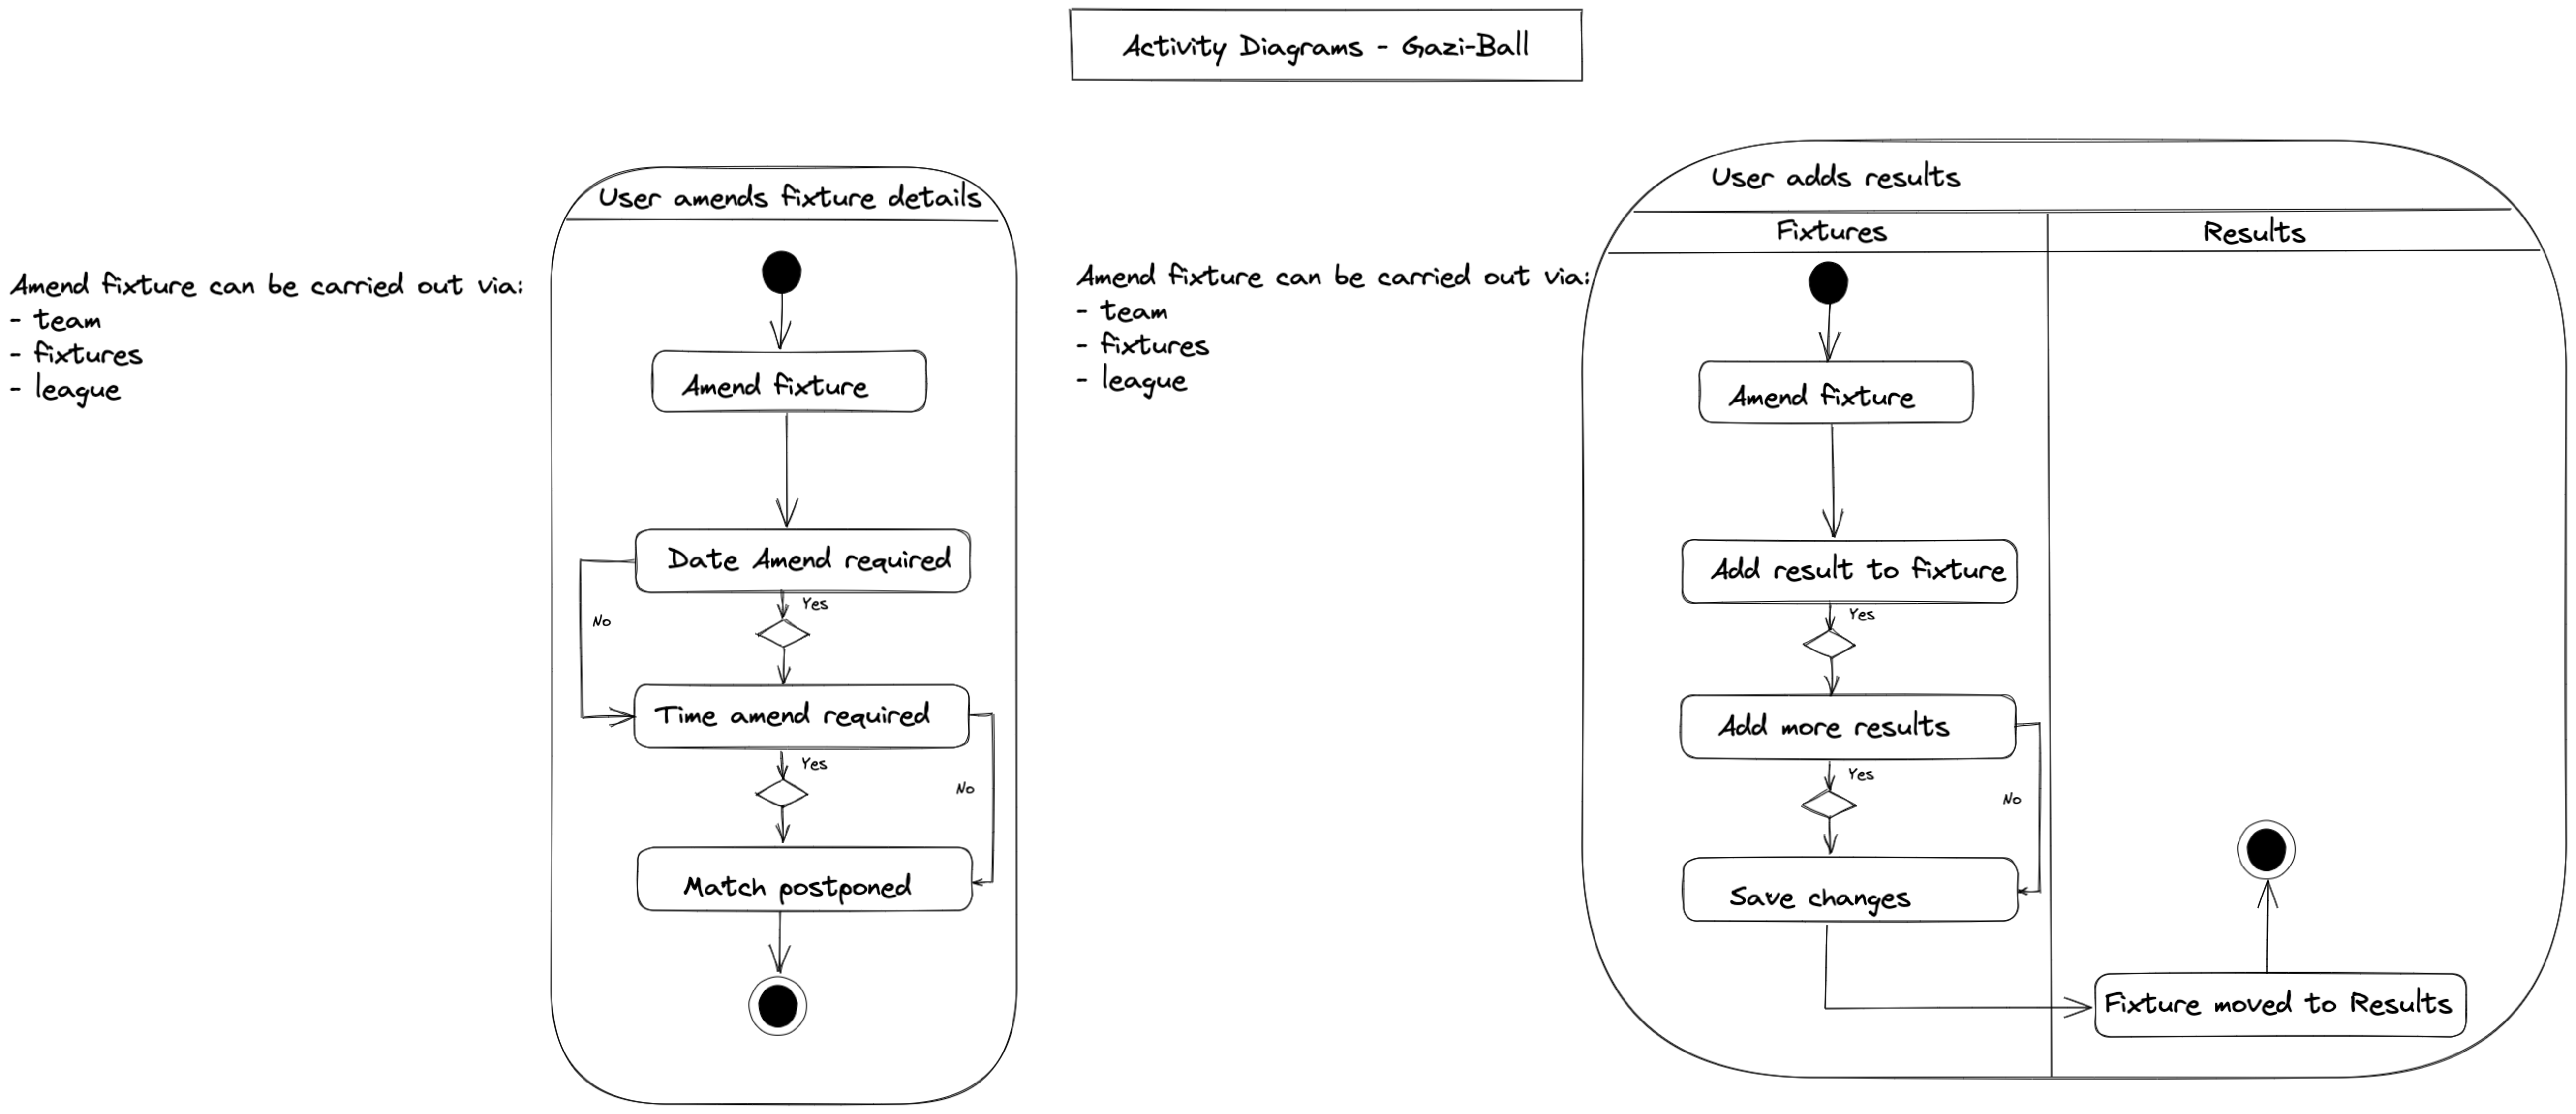 Activity Diagrams - Gazi-Ball
Amend fixture can be carried out via:
- team
- fixtures
- league
User amends fixture details
Amend fixture
Date Amend required
Yes
No
Time amend required
Yes
No
Match postponed
Amend fixture can be carried out via:
- team
- fixtures
- league
User adds results
Fixtures
Results
Amend fixture
Add result to fixture
Yes
Add more results
Yes
No
Save changes
Fixture moved to Results